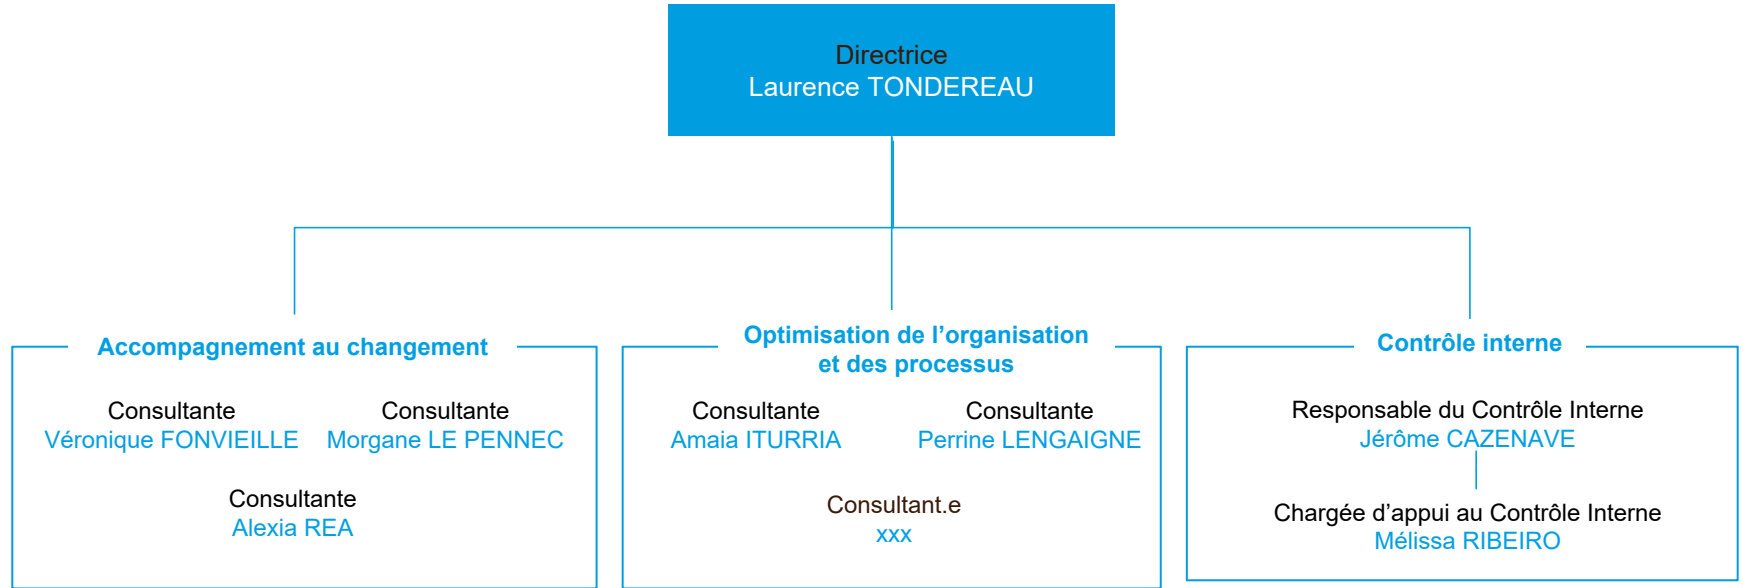 Directrice
Laurence TONDEREAU
Accompagnement au changement
Consultante
Véronique FONVIEILLE
Consultante
Morgane LE PENNEC
Consultante
Alexia REA
Optimisation de l’organisation
et des processus
Consultante
Amaia ITURRIA
Consultante
Perrine LENGAIGNE
Consultant.e
xxx
Contrôle interne
Responsable du Contrôle Interne
Jérôme CAZENAVE
Chargée d’appui au Contrôle Interne
Mélissa RIBEIRO